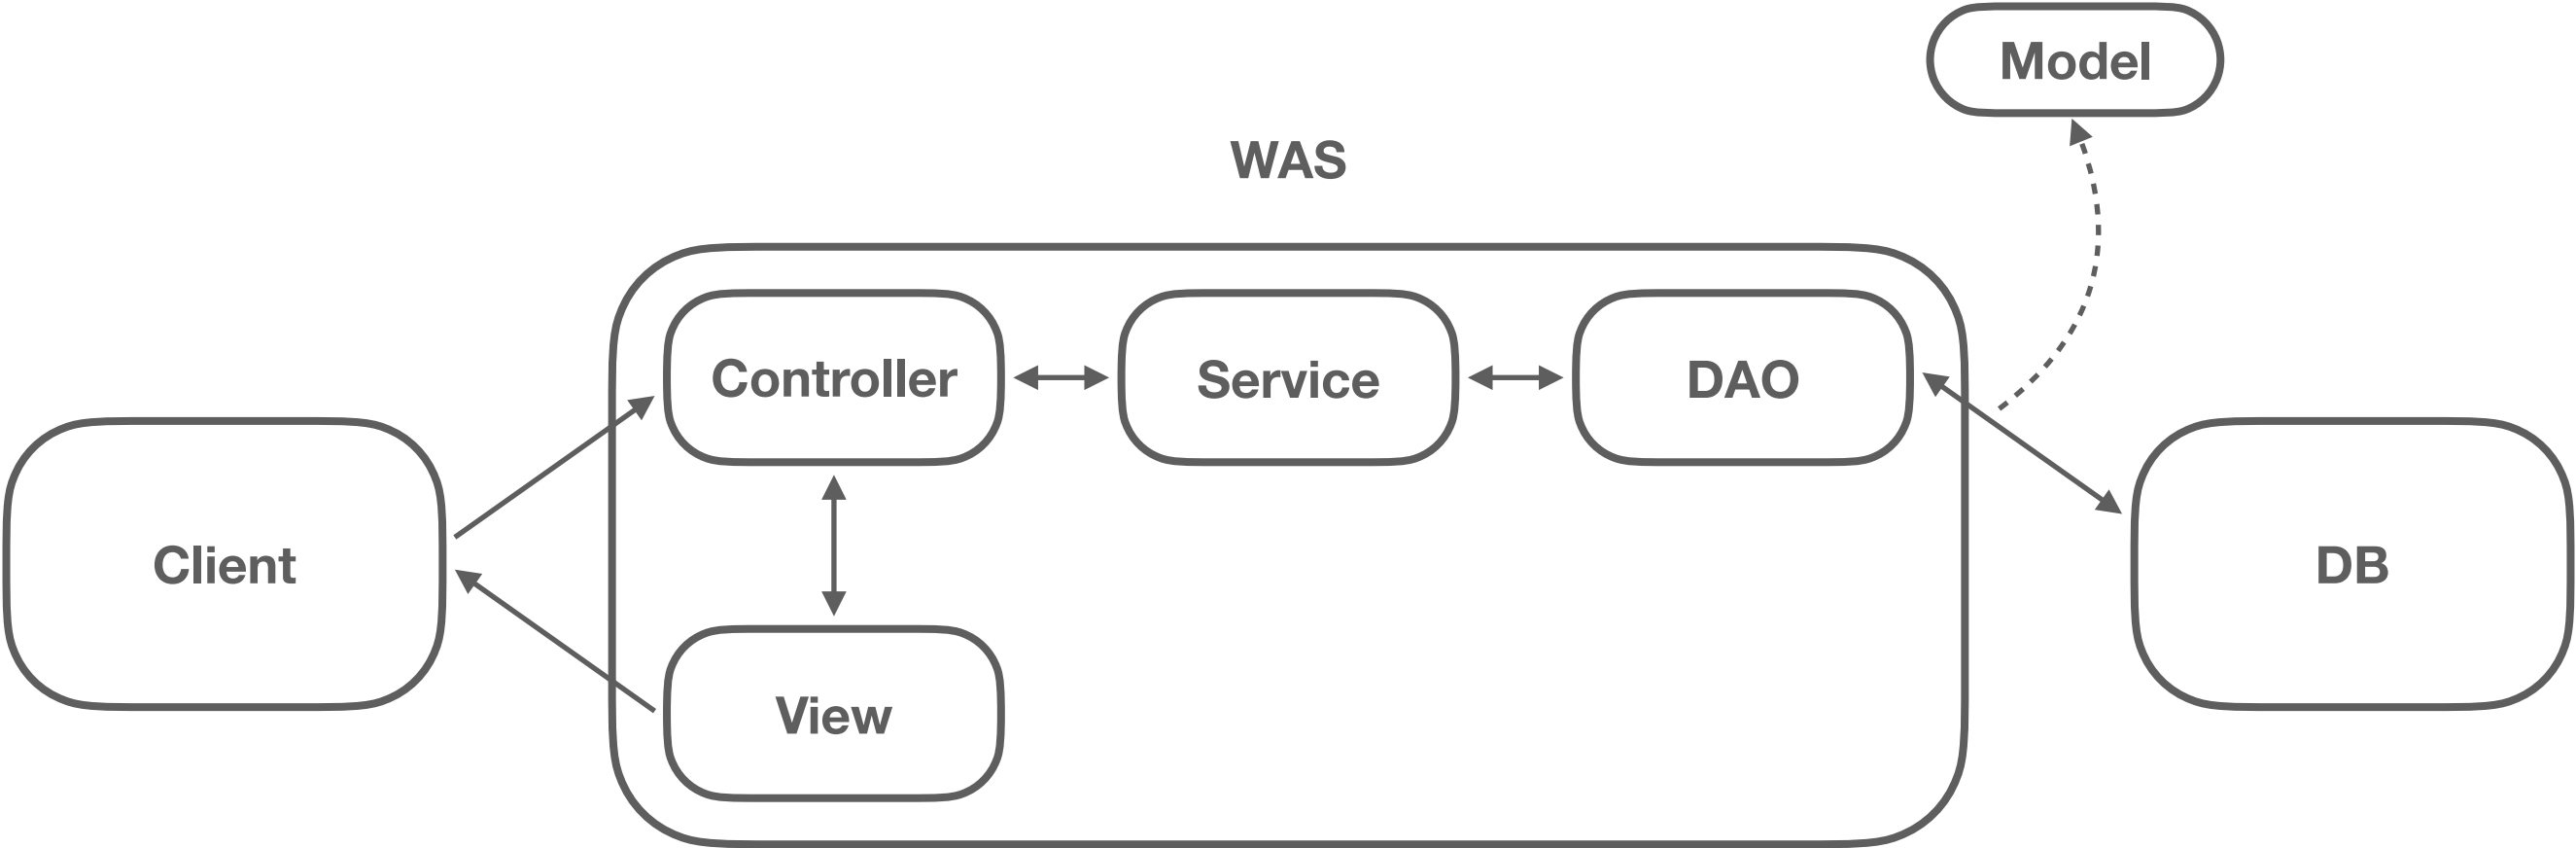 Model
WAS
Controller
Service
DAO
Client
DB
View